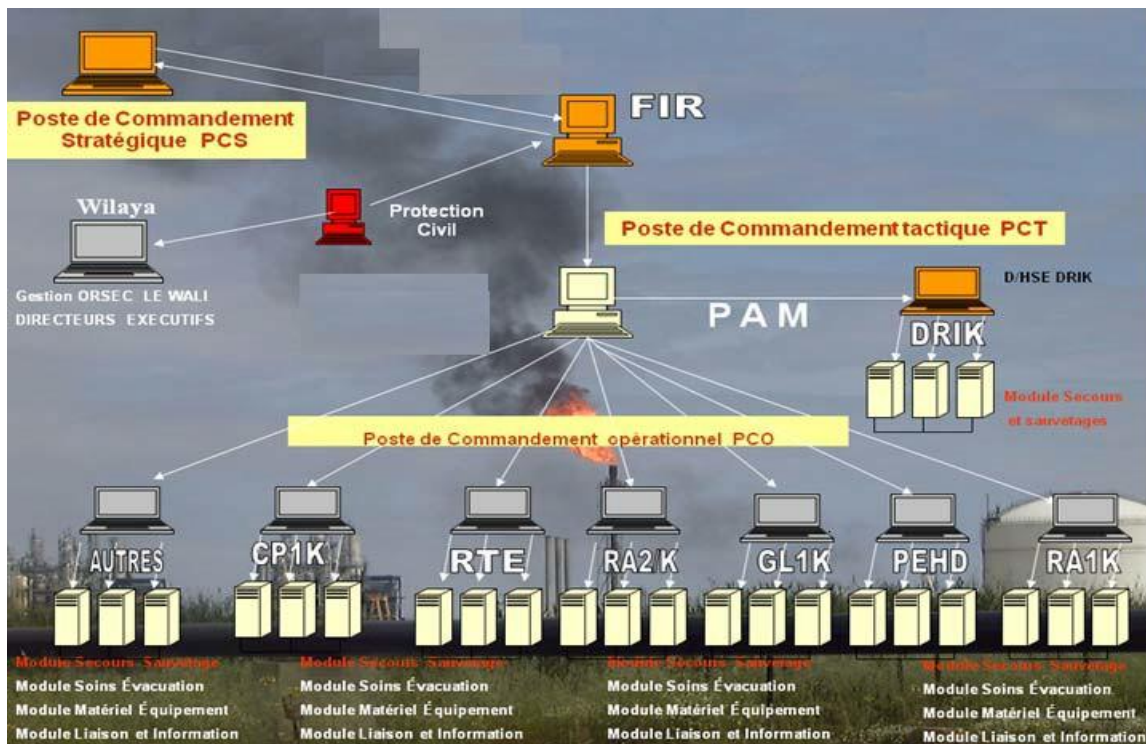 FIR
Poste de Commandement
Stratégique PCS
Wilaya
Protection
Civil
Poste de Commandement tactique PCT
Gestion ORSEC LE WALI
DIRECTEURS EXECUTIFS
D/HSE DRIK
PAM
DRIK
Module Secours
et sauvetages
Poste de Commandement opérationnel PCO
AUTRES
CP1K
RTE
RA2/K
GL1K
PEHD
RA1K
Module Secours Sauvetage
Module Soins Évacuation
Module Matériel Équipement
Module Liaison et Information
Module Secours Sauvetage
Module Soins Évacuation
Module Matériel Équipement
Module Liaison et Information
Module Secours Sauvetage
Module Soins Évacuation
Module Matériel Équipement
Module Liaison et Information
Module Secours Sauvetage
Module Soins Évacuation
Module Matériel Équipement
Module Liaison et Information